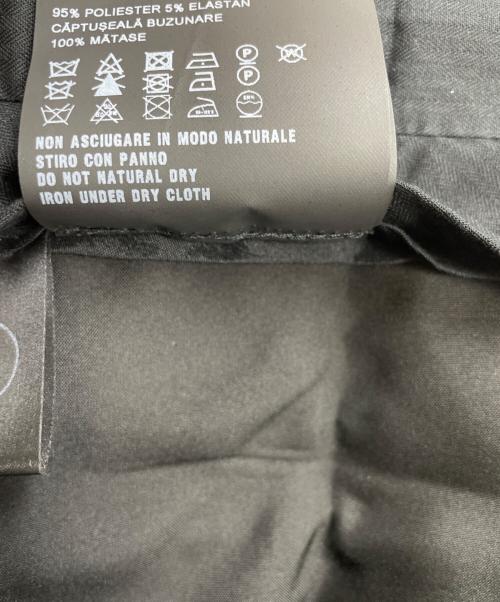 95% POLIESTER 5% ELASTAN
CĂPTUȘEALĂ BUZUNARE
100% MĂTASE
NON ASCIUGARE IN MODO NATURALE
STIRO CON PANNO
DO NOT NATURAL DRY
IRON UNDER DRY CLOTH